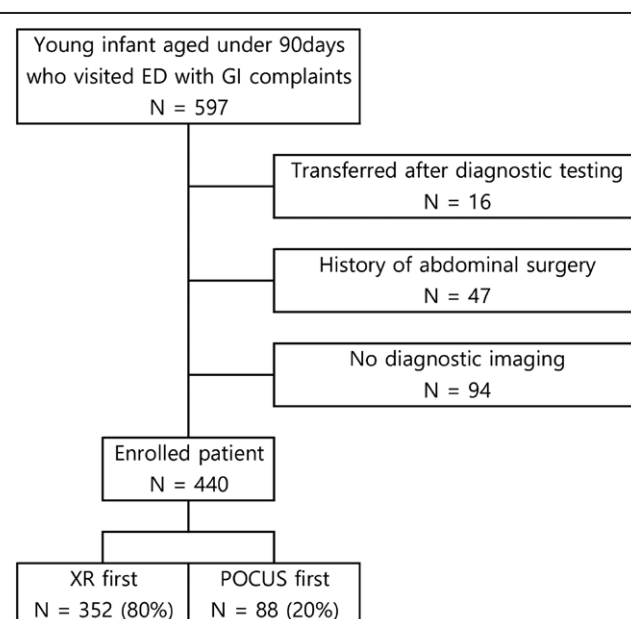 Young infant aged under 90days
who visited ED with GI complaints
N = 597
Transferred after diagnostic testing
N = 16
History of abdominal surgery
N = 47
No diagnostic imaging
N = 94
Enrolled patient
N = 440
XR first
N = 352 (80%)
POCUS first
N = 88 (20%)